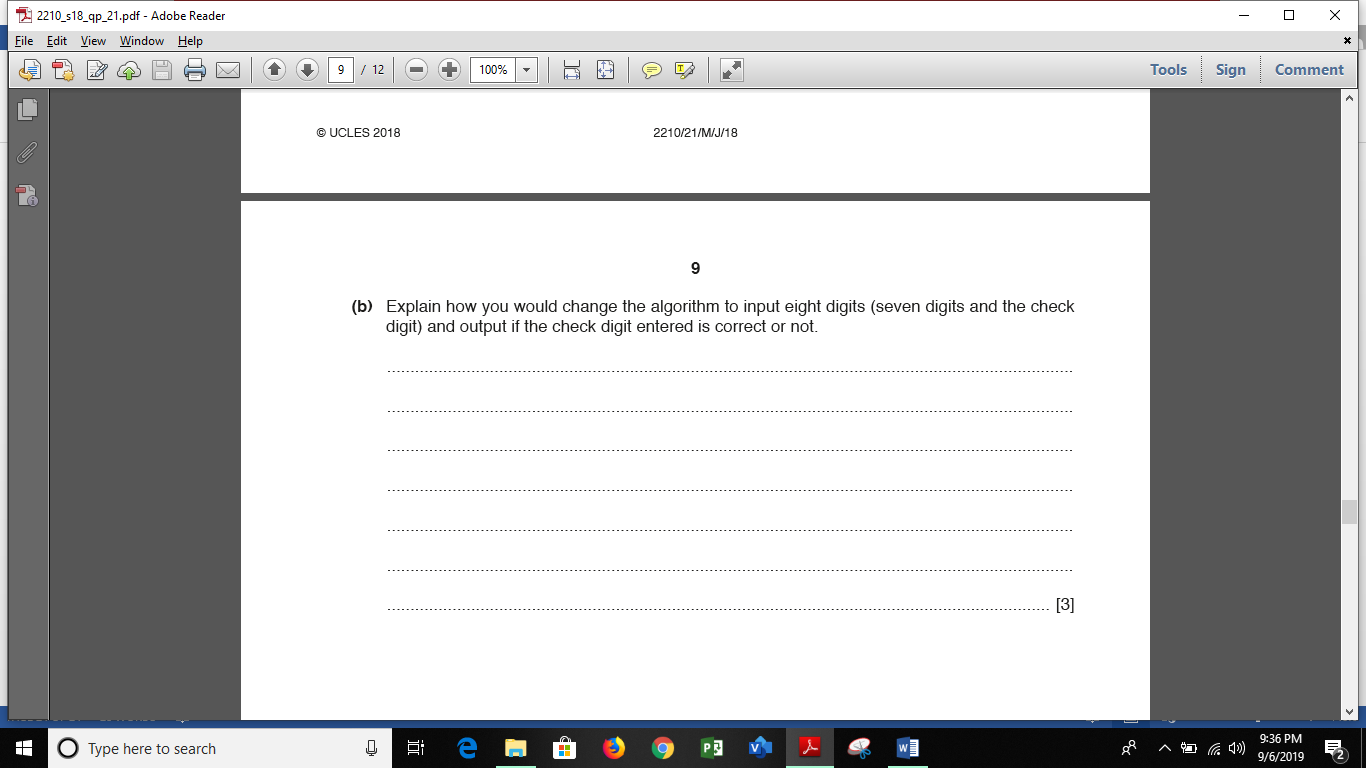 2210_s18_qp_21.pdf - Adobe Reader
File Edit View Window Help
9 / 12 100% Tools Sign Comment
© UCLES 2018 2210/21/M/J/18
9
(b) Explain how you would change the algorithm to input eight digits (seven digits and the check
digit) and output if the check digit entered is correct or not.
[3]
Type here to search
9:36 PM
9/6/2019
2